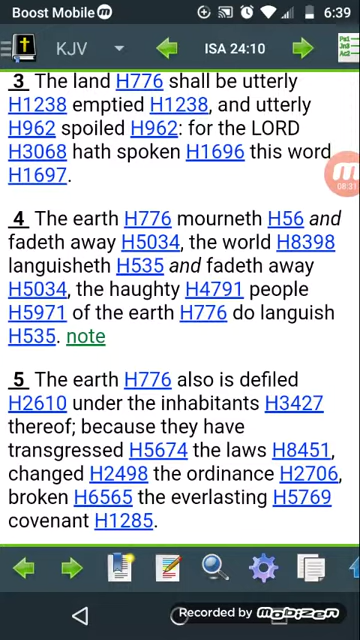 Boost Mobile 6:39
KJV ISA 24:10
3 The land H776 shall be utterly
H1238 emptied H1238, and utterly
H962 spoiled H962: for the LORD
H3068 hath spoken H1696 this word
H1697.
08:31
4 The earth H776 mourneth H56 and
fadeth away H5034, the world H8398
languisheth H535 and fadeth away
H5034, the haughty H4791 people
H5971 of the earth H776 do languish
H535. note
5 The earth H776 also is defiled
H2610 under the inhabitants H3427
thereof; because they have
transgressed H5674 the laws H8451,
changed H2498 the ordinance H2706,
broken H6565 the everlasting H5769
covenant H1285.
Recorded by mobizen